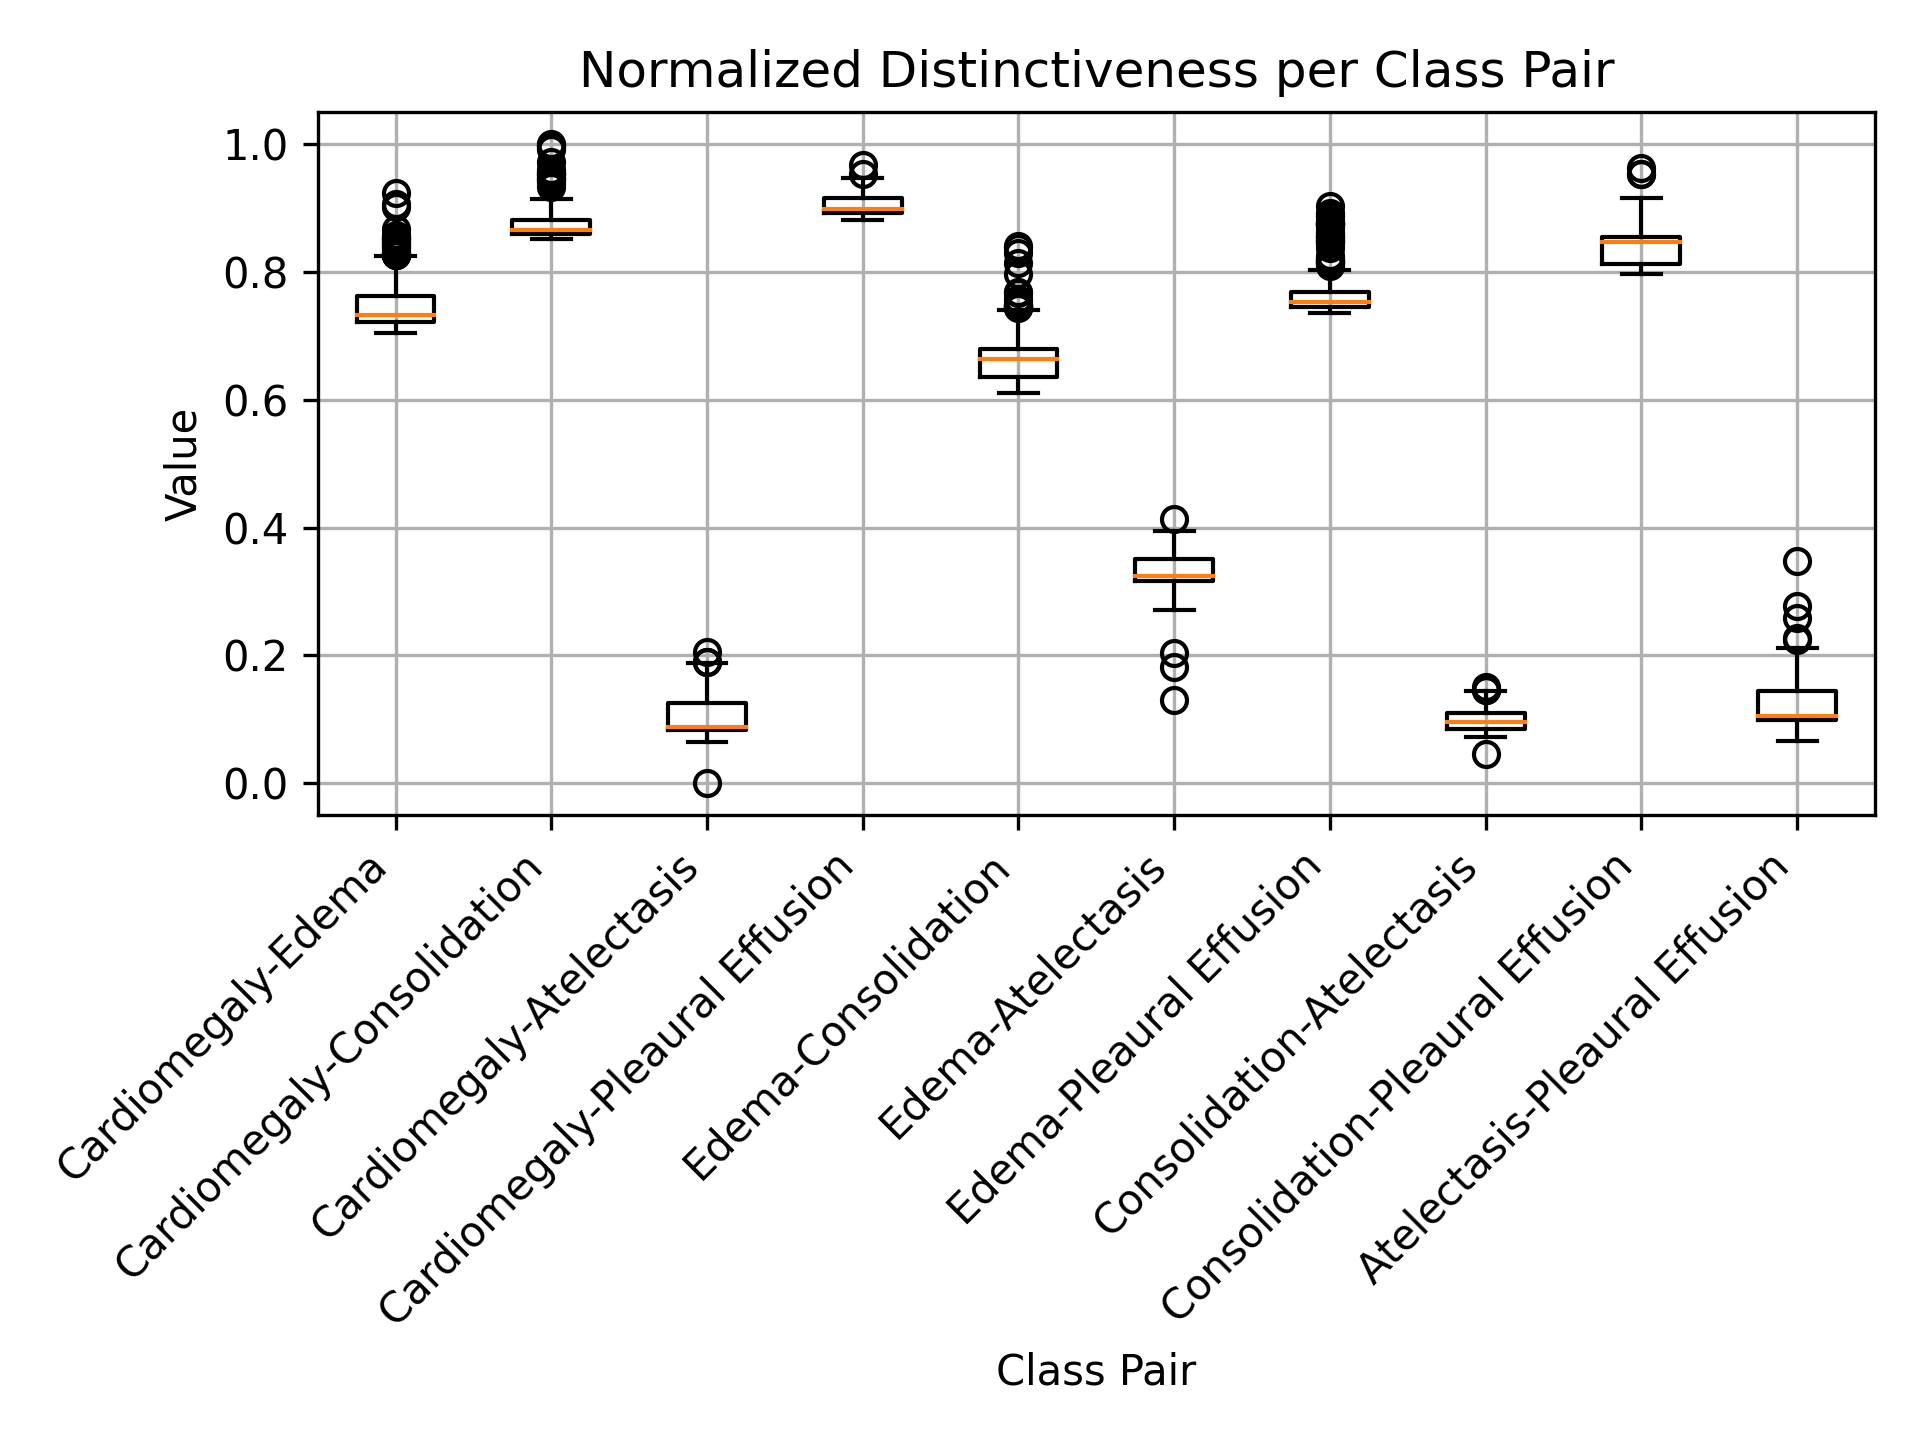 Normalized Distinctiveness per Class Pair
1.0
0.8
0.6
0.4
0.2
0.0
Value
Cardiomegaly-Edema
Cardiomegaly-Consolidation
Cardiomegaly-Atelectasis
Cardiomegaly-Pleaural Effusion
Edema-Consolidation
Edema-Atelectasis
Edema-Pleaural Effusion
Consolidation-Atelectasis
Consolidation-Pleaural Effusion
Atelectasis-Pleaural Effusion
Class Pair